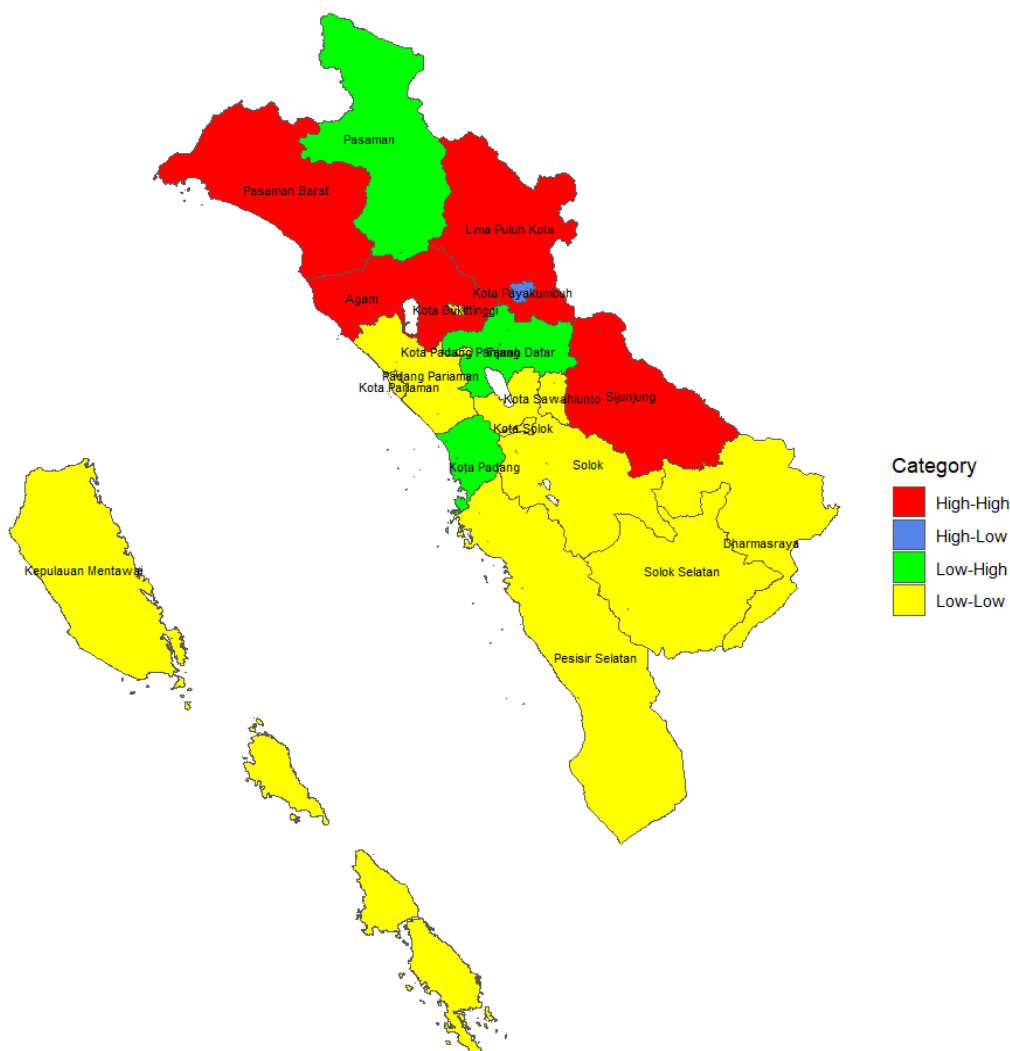 Pasaman
Pasaman Barat
Lima Puluh Kota
Kota Payakumbuh
Agam
Kota Bukittinggi
Kota Padang Panjang
Tanah Datar
Padang Pariaman
Kota Pariaman
Kota Sawahlunto
Sijunjung
Kota Solok
Solok
Kota Padang
Dharmasraya
Kepulauan Mentawai
Solok Selatan
Pesisir Selatan
Category
High-High
High-Low
Low-High
Low-Low